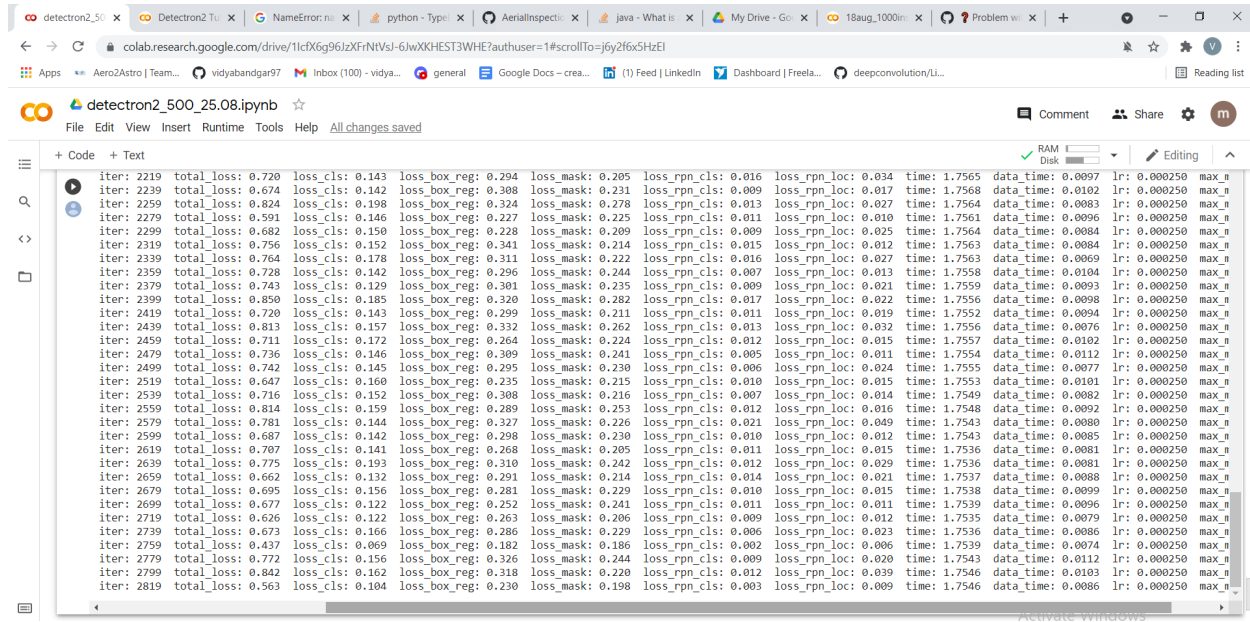 detectron2_50
Detectron2 Tu
NameError: na
python - Typel
AerialInspectio
java - What is
My Drive - Go
18aug_1000in
Problem wi
colab.research.google.com/drive/1IcfX6g96JzXFrNtVsJ-6JwXKHEST3WHE?authuser=1#scrollTo=j6y2f6x5HzEI
V
Apps Aero2Astro | Team... vidyabandgar97 Inbox (100) - vidya... general Google Docs – crea... (1) Feed | LinkedIn Dashboard | Freela... deepconvolution/Li... Reading list
detectron2_500_25.08.ipynb
Comment Share m
File Edit View Insert Runtime Tools Help All changes saved
+ Code + Text RAM Disk Editing
iter: 2219 total_loss: 0.720 loss_cls: 0.143 loss_box_reg: 0.294 loss_mask: 0.205 loss_rpn_cls: 0.016 loss_rpn_loc: 0.034 time: 1.7565 data_time: 0.0097 lr: 0.000250 max_m
iter: 2239 total_loss: 0.674 loss_cls: 0.142 loss_box_reg: 0.308 loss_mask: 0.231 loss_rpn_cls: 0.009 loss_rpn_loc: 0.017 time: 1.7568 data_time: 0.0102 lr: 0.000250 max_m
iter: 2259 total_loss: 0.824 loss_cls: 0.198 loss_box_reg: 0.324 loss_mask: 0.278 loss_rpn_cls: 0.013 loss_rpn_loc: 0.027 time: 1.7564 data_time: 0.0083 lr: 0.000250 max_m
iter: 2279 total_loss: 0.591 loss_cls: 0.146 loss_box_reg: 0.227 loss_mask: 0.225 loss_rpn_cls: 0.011 loss_rpn_loc: 0.010 time: 1.7561 data_time: 0.0096 lr: 0.000250 max_m
iter: 2299 total_loss: 0.682 loss_cls: 0.150 loss_box_reg: 0.228 loss_mask: 0.209 loss_rpn_cls: 0.009 loss_rpn_loc: 0.025 time: 1.7564 data_time: 0.0084 lr: 0.000250 max_m
iter: 2319 total_loss: 0.756 loss_cls: 0.152 loss_box_reg: 0.341 loss_mask: 0.214 loss_rpn_cls: 0.015 loss_rpn_loc: 0.012 time: 1.7563 data_time: 0.0084 lr: 0.000250 max_m
iter: 2339 total_loss: 0.764 loss_cls: 0.178 loss_box_reg: 0.311 loss_mask: 0.222 loss_rpn_cls: 0.016 loss_rpn_loc: 0.027 time: 1.7563 data_time: 0.0069 lr: 0.000250 max_m
iter: 2359 total_loss: 0.728 loss_cls: 0.142 loss_box_reg: 0.296 loss_mask: 0.244 loss_rpn_cls: 0.007 loss_rpn_loc: 0.013 time: 1.7558 data_time: 0.0104 lr: 0.000250 max_m
iter: 2379 total_loss: 0.743 loss_cls: 0.129 loss_box_reg: 0.301 loss_mask: 0.235 loss_rpn_cls: 0.009 loss_rpn_loc: 0.021 time: 1.7559 data_time: 0.0093 lr: 0.000250 max_m
iter: 2399 total_loss: 0.850 loss_cls: 0.185 loss_box_reg: 0.320 loss_mask: 0.282 loss_rpn_cls: 0.017 loss_rpn_loc: 0.022 time: 1.7556 data_time: 0.0098 lr: 0.000250 max_m
iter: 2419 total_loss: 0.720 loss_cls: 0.143 loss_box_reg: 0.299 loss_mask: 0.211 loss_rpn_cls: 0.011 loss_rpn_loc: 0.019 time: 1.7552 data_time: 0.0094 lr: 0.000250 max_m
iter: 2439 total_loss: 0.813 loss_cls: 0.157 loss_box_reg: 0.332 loss_mask: 0.262 loss_rpn_cls: 0.013 loss_rpn_loc: 0.032 time: 1.7556 data_time: 0.0076 lr: 0.000250 max_m
iter: 2459 total_loss: 0.711 loss_cls: 0.172 loss_box_reg: 0.264 loss_mask: 0.224 loss_rpn_cls: 0.012 loss_rpn_loc: 0.015 time: 1.7557 data_time: 0.0102 lr: 0.000250 max_m
iter: 2479 total_loss: 0.736 loss_cls: 0.146 loss_box_reg: 0.309 loss_mask: 0.241 loss_rpn_cls: 0.005 loss_rpn_loc: 0.011 time: 1.7554 data_time: 0.0112 lr: 0.000250 max_m
iter: 2499 total_loss: 0.742 loss_cls: 0.145 loss_box_reg: 0.295 loss_mask: 0.230 loss_rpn_cls: 0.006 loss_rpn_loc: 0.024 time: 1.7555 data_time: 0.0077 lr: 0.000250 max_m
iter: 2519 total_loss: 0.647 loss_cls: 0.160 loss_box_reg: 0.235 loss_mask: 0.215 loss_rpn_cls: 0.010 loss_rpn_loc: 0.015 time: 1.7553 data_time: 0.0101 lr: 0.000250 max_m
iter: 2539 total_loss: 0.716 loss_cls: 0.152 loss_box_reg: 0.308 loss_mask: 0.216 loss_rpn_cls: 0.007 loss_rpn_loc: 0.014 time: 1.7549 data_time: 0.0082 lr: 0.000250 max_m
iter: 2559 total_loss: 0.814 loss_cls: 0.159 loss_box_reg: 0.289 loss_mask: 0.253 loss_rpn_cls: 0.012 loss_rpn_loc: 0.016 time: 1.7548 data_time: 0.0092 lr: 0.000250 max_m
iter: 2579 total_loss: 0.781 loss_cls: 0.144 loss_box_reg: 0.327 loss_mask: 0.226 loss_rpn_cls: 0.021 loss_rpn_loc: 0.049 time: 1.7543 data_time: 0.0080 lr: 0.000250 max_m
iter: 2599 total_loss: 0.687 loss_cls: 0.142 loss_box_reg: 0.298 loss_mask: 0.230 loss_rpn_cls: 0.010 loss_rpn_loc: 0.012 time: 1.7543 data_time: 0.0085 lr: 0.000250 max_m
iter: 2619 total_loss: 0.707 loss_cls: 0.141 loss_box_reg: 0.268 loss_mask: 0.205 loss_rpn_cls: 0.011 loss_rpn_loc: 0.015 time: 1.7536 data_time: 0.0081 lr: 0.000250 max_m
iter: 2639 total_loss: 0.775 loss_cls: 0.193 loss_box_reg: 0.310 loss_mask: 0.242 loss_rpn_cls: 0.012 loss_rpn_loc: 0.029 time: 1.7536 data_time: 0.0081 lr: 0.000250 max_m
iter: 2659 total_loss: 0.662 loss_cls: 0.132 loss_box_reg: 0.291 loss_mask: 0.214 loss_rpn_cls: 0.014 loss_rpn_loc: 0.021 time: 1.7537 data_time: 0.0088 lr: 0.000250 max_m
iter: 2679 total_loss: 0.695 loss_cls: 0.156 loss_box_reg: 0.281 loss_mask: 0.229 loss_rpn_cls: 0.010 loss_rpn_loc: 0.015 time: 1.7538 data_time: 0.0099 lr: 0.000250 max_m
iter: 2699 total_loss: 0.677 loss_cls: 0.122 loss_box_reg: 0.252 loss_mask: 0.241 loss_rpn_cls: 0.011 loss_rpn_loc: 0.011 time: 1.7539 data_time: 0.0096 lr: 0.000250 max_m
iter: 2719 total_loss: 0.626 loss_cls: 0.122 loss_box_reg: 0.263 loss_mask: 0.206 loss_rpn_cls: 0.009 loss_rpn_loc: 0.012 time: 1.7535 data_time: 0.0079 lr: 0.000250 max_m
iter: 2739 total_loss: 0.673 loss_cls: 0.166 loss_box_reg: 0.286 loss_mask: 0.229 loss_rpn_cls: 0.006 loss_rpn_loc: 0.023 time: 1.7536 data_time: 0.0086 lr: 0.000250 max_m
iter: 2759 total_loss: 0.437 loss_cls: 0.069 loss_box_reg: 0.182 loss_mask: 0.186 loss_rpn_cls: 0.002 loss_rpn_loc: 0.006 time: 1.7539 data_time: 0.0074 lr: 0.000250 max_m
iter: 2779 total_loss: 0.772 loss_cls: 0.156 loss_box_reg: 0.326 loss_mask: 0.244 loss_rpn_cls: 0.009 loss_rpn_loc: 0.020 time: 1.7543 data_time: 0.0112 lr: 0.000250 max_m
iter: 2799 total_loss: 0.842 loss_cls: 0.162 loss_box_reg: 0.318 loss_mask: 0.220 loss_rpn_cls: 0.012 loss_rpn_loc: 0.039 time: 1.7546 data_time: 0.0103 lr: 0.000250 max_m
iter: 2819 total_loss: 0.563 loss_cls: 0.104 loss_box_reg: 0.230 loss_mask: 0.198 loss_rpn_cls: 0.003 loss_rpn_loc: 0.009 time: 1.7546 data_time: 0.0086 lr: 0.000250 max_m
Activate Windows